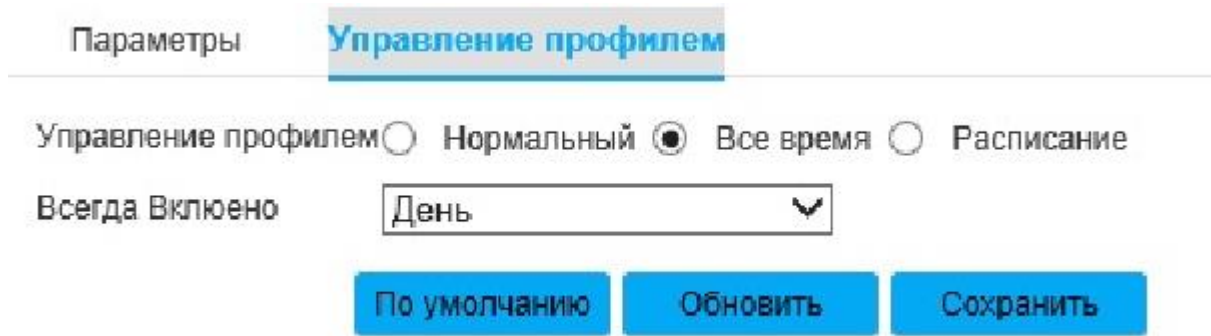 Параметры Управление профилем
Управление профилем Нормальный Все время Расписание
Всегда Вклюено День
По умолчанию Обновить Сохранить